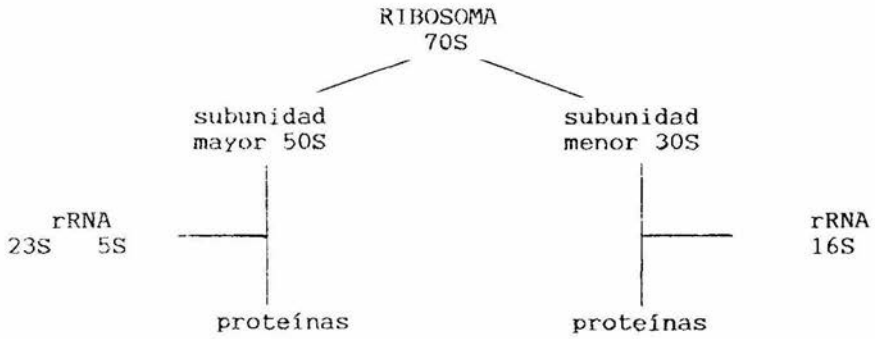 RIBOSOMA
70S
subunidad
mayor 50S
subunidad
menor 30S
rRNA
23S 5S
rRNA
16S
proteínas
proteínas